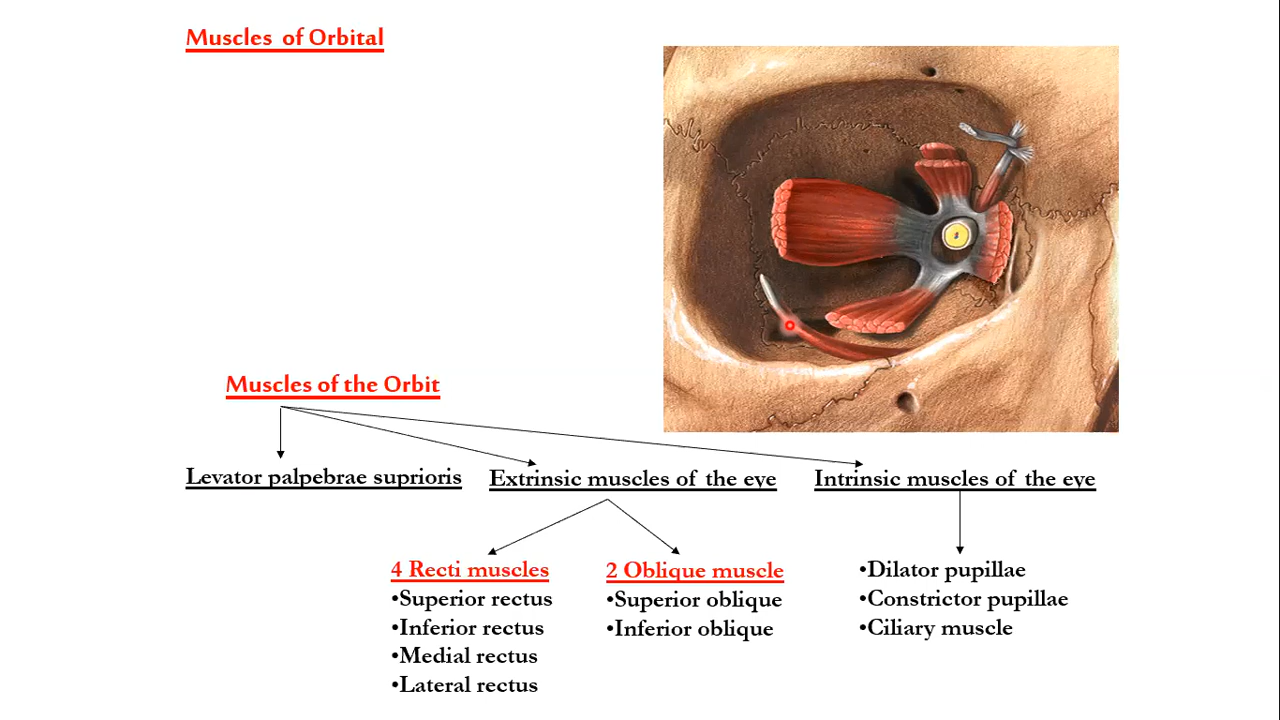 Muscles of Orbital
Muscles of the Orbit
Levator palpebrae suprioris
Extrinsic muscles of the eye
Intrinsic muscles of the eye
4 Recti muscles
•Superior rectus
•Inferior rectus
•Medial rectus
•Lateral rectus
2 Oblique muscle
•Superior oblique
•Inferior oblique
•Dilator pupillae
•Constrictor pupillae
•Ciliary muscle